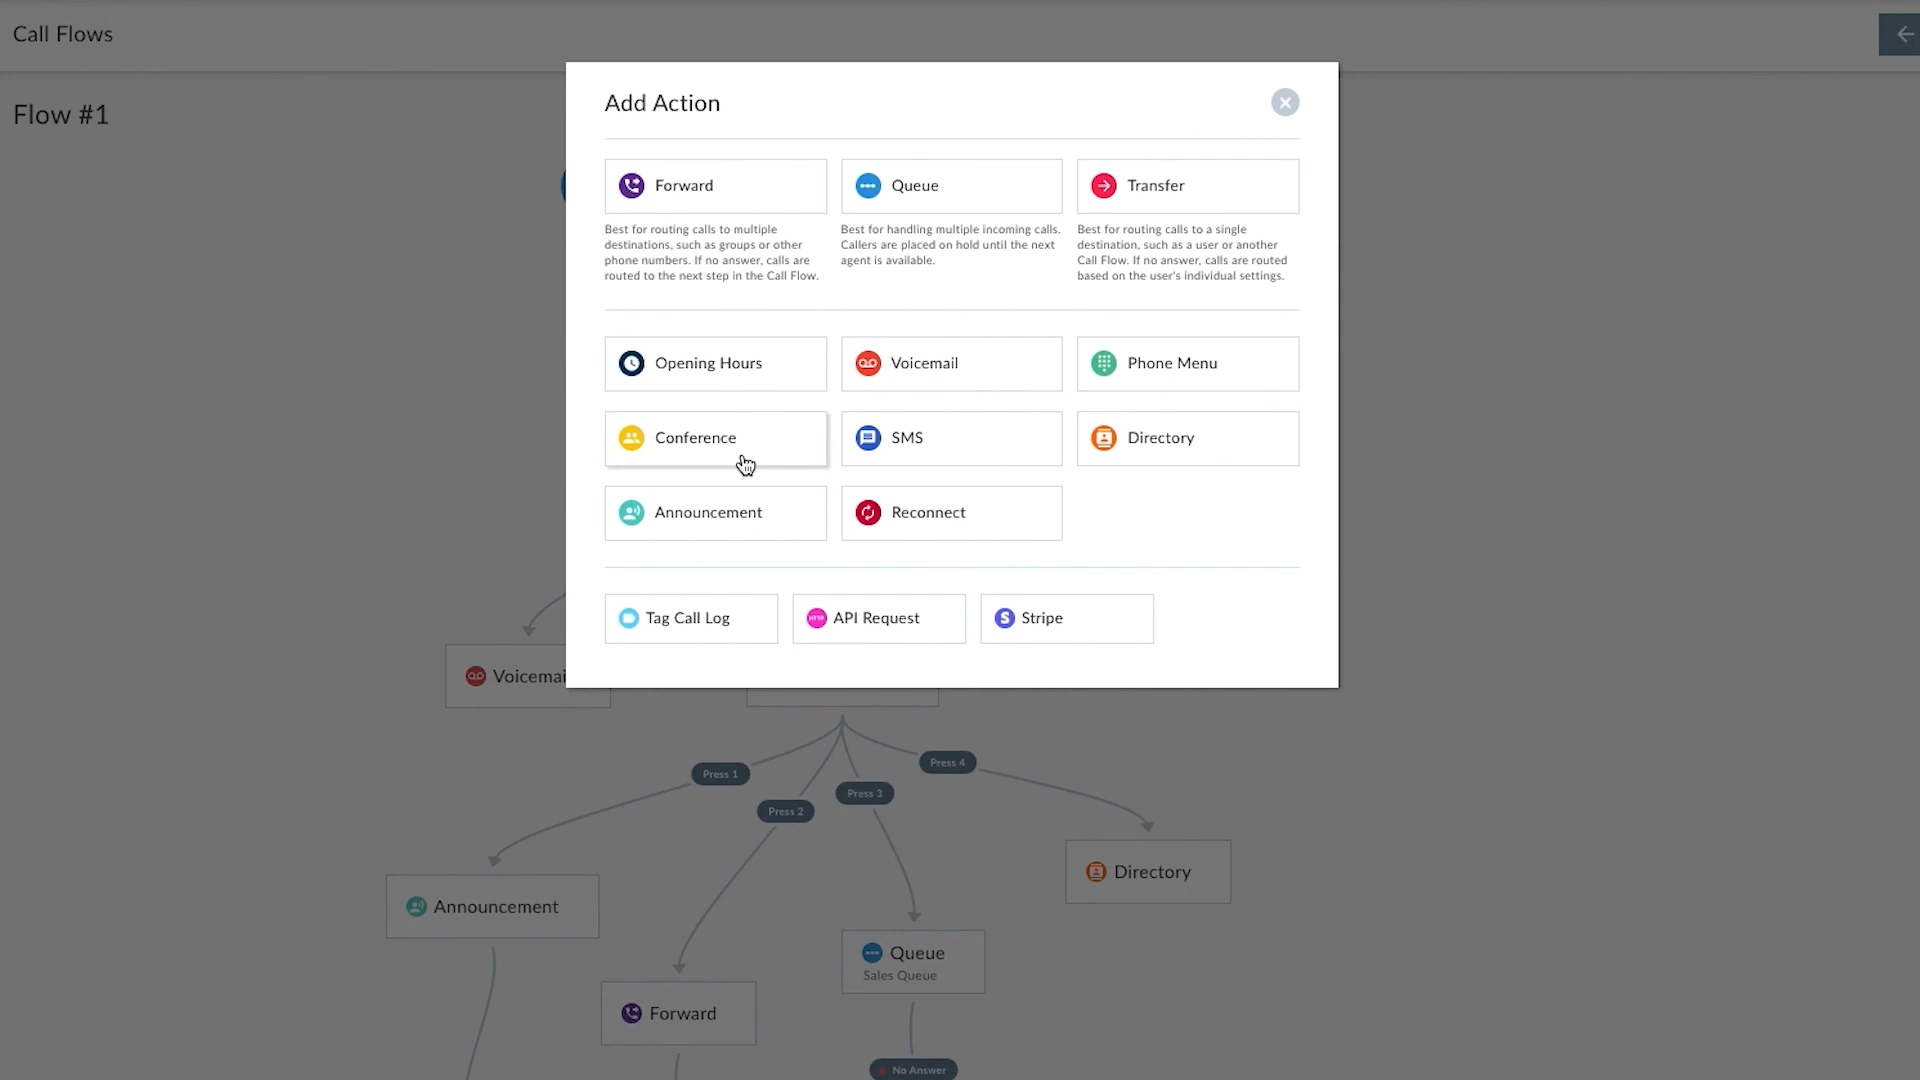 Call Flows
Flow #1
Add Action
Forward
Best for routing calls to multiple
destinations, such as groups or other
phone numbers. If no answer, calls are
routed to the next step in the Call Flow.
Queue
Best for handling multiple incoming calls.
Callers are placed on hold until the next
agent is available.
Transfer
Best for routing calls to a single
destination, such as a user or another
Call Flow. If no answer, calls are routed
based on the user's individual settings.
Opening Hours
Voicemail
Phone Menu
Conference
SMS
Directory
Announcement
Reconnect
Tag Call Log
HTTP
API Request
S
Stripe
Voicemai
Press 1
Press 2
Press 3
Press 4
Announcement
Forward
Queue
Sales Queue
Directory
No Answer